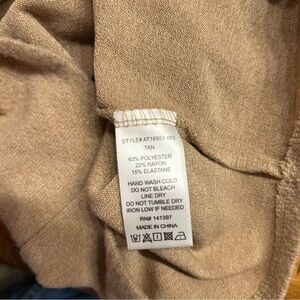 STYLE# AT16951-003
TAN
63% POLYESTER
22% RAYON
15% ELASTANE
HAND WASH COLD
DO NOT BLEACH
LINE DRY
DO NOT TUMBLE DRY
IRON LOW IF NEEDED
RN# 141397
MADE IN CHINA